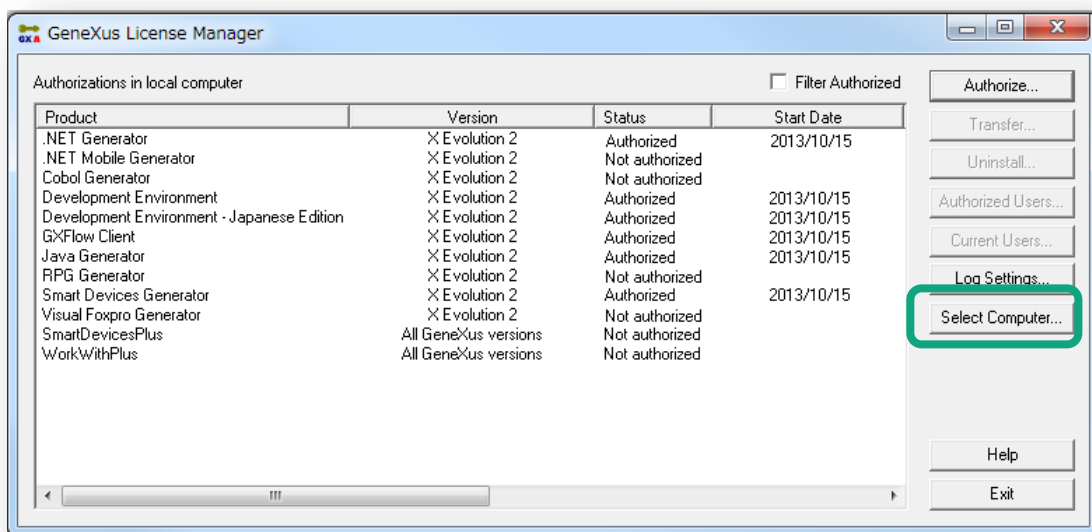 GXA GeneXus License Manager
Authorizations in local computer
Filter Authorized
Product Version Status Start Date
.NET Generator X Evolution 2 Authorized 2013/10/15
.NET Mobile Generator X Evolution 2 Not authorized
Cobol Generator X Evolution 2 Not authorized
Development Environment X Evolution 2 Authorized 2013/10/15
Development Environment - Japanese Edition X Evolution 2 Authorized 2013/10/15
GXFlow Client X Evolution 2 Authorized 2013/10/15
Java Generator X Evolution 2 Authorized 2013/10/15
RPG Generator X Evolution 2 Not authorized
Smart Devices Generator X Evolution 2 Authorized 2013/10/15
Visual Foxpro Generator X Evolution 2 Not authorized
SmartDevicesPlus All GeneXus versions Not authorized
WorkWithPlus All GeneXus versions Not authorized
Authorize...
Transfer...
Uninstall...
Authorized Users...
Current Users...
Log Settings...
Select Computer...
Help
Exit